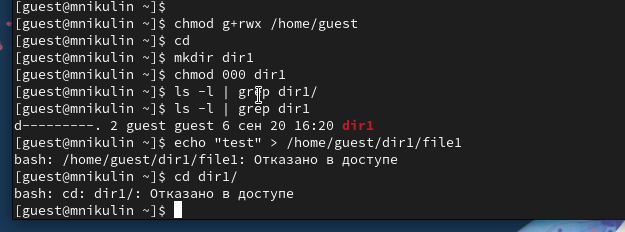 [guest@mnikulin ~]$
[guest@mnikulin ~]$ chmod g+rwx /home/guest
[guest@mnikulin ~]$ cd
[guest@mnikulin ~]$ mkdir dir1
[guest@mnikulin ~]$ chmod 000 dir1
[guest@mnikulin ~]$ ls -l | grep dir1/
[guest@mnikulin ~]$ ls -l | grep dir1
d---------. 2 guest guest 6 сен 20 16:20 dir1
[guest@mnikulin ~]$ echo "test" > /home/guest/dir1/file1
bash: /home/guest/dir1/file1: Отказано в доступе
[guest@mnikulin ~]$ cd dir1/
bash: cd: dir1/: Отказано в доступе
[guest@mnikulin ~]$